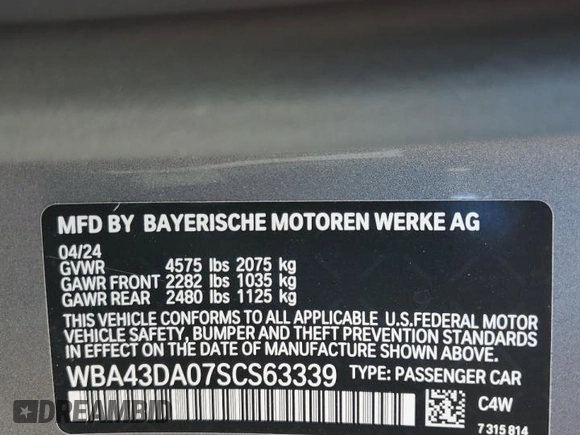 MFD BY BAYERISCHE MOTOREN WERKE AG
04/24
GVWR 4575 lbs 2075 kg
GAWR FRONT 2282 lbs 1035 kg
GAWR REAR 2480 lbs 1125 kg
THIS VEHICLE CONFORMS TO ALL APPLICABLE U.S.FEDERAL MOTOR
VEHICLE SAFETY, BUMPER AND THEFT PREVENTION STANDARDS
IN EFFECT ON THE DATE OF MANUFACTURE SHOWN ABOVE.
WBA43DA07SCS63339 TYPE: PASSENGER CAR
C4W
7 315 814
DREAMBID